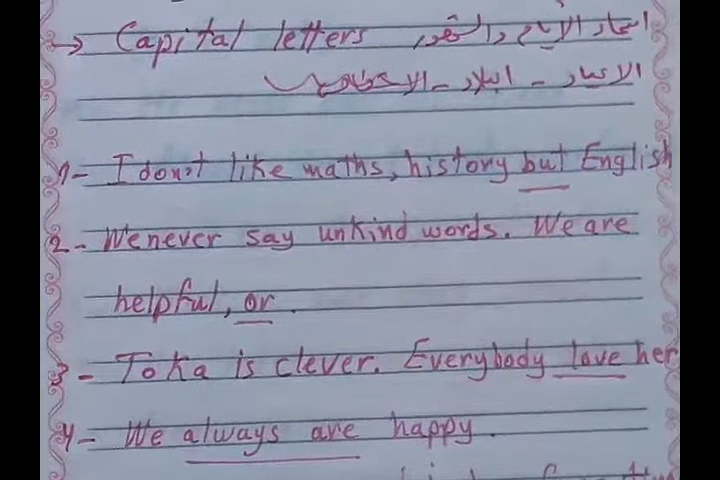 → Capital letters أسماء الأيام والشهور
الأعياد - البلاد - الأشخاص
1- I don't like maths, history but English
2- We never say unkind words. We are
helpful, or.
3- Toka is clever. Everybody love her
4- We always are happy.